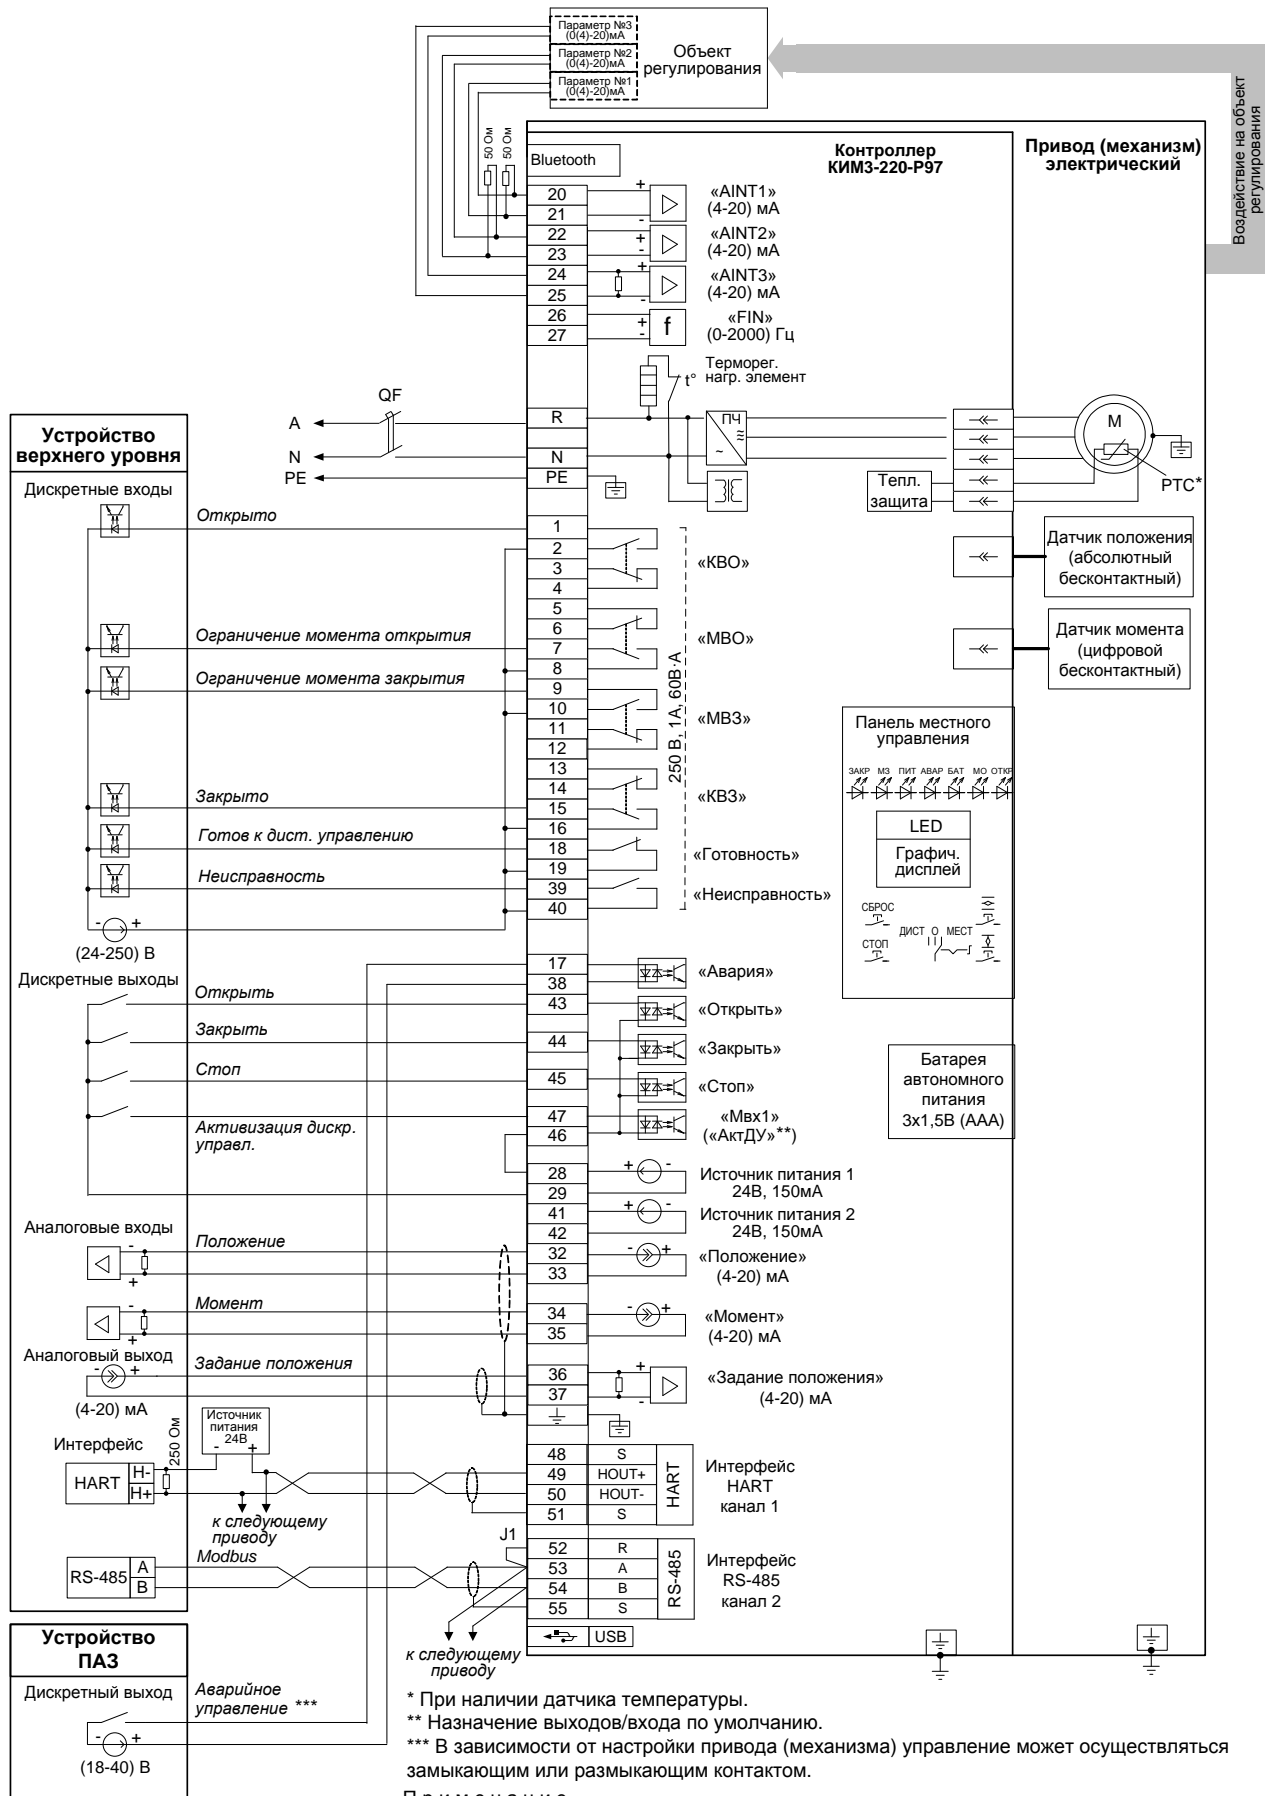 Параметр №3
(0(4)-20)мА
Параметр №2
(0(4)-20)мА
Параметр №1
(0(4)-20)мА
Объект
регулирования
Воздействие на объект
регулирования
50 Ом
50 Ом
Bluetooth
Контроллер
КИМ3-220-Р97
Привод (механизм)
электрический
20
21
22
23
24
25
26
27
+
-
«AINT1»
(4-20) мА
+
-
«AINT2»
(4-20) мА
+
-
«AINT3»
(4-20) мА
+
-
f
«FIN»
(0-2000) Гц
Терморег.
нагр. элемент
t°
QF
A
N
PE
R
N
PE
ПЧ
≈
~
M
PTC*
Тепл.
защита
Устройство
верхнего уровня
Дискретные входы
Открыто
Ограничение момента открытия
Ограничение момента закрытия
Закрыто
Готов к дист. управлению
Неисправность
- +
(24-250) В
1
2
3
4
5
6
7
8
9
10
11
12
13
14
15
16
18
19
39
40
«КВО»
«МВО»
«МВЗ»
«КВЗ»
«Готовность»
«Неисправность»
250 В, 1А, 60В·А
Датчик положения
(абсолютный
бесконтактный)
Датчик момента
(цифровой
бесконтактный)
Панель местного
управления
ЗАКР МЗ ПИТ АВАР БАТ МО ОТКР
LED
Графич.
дисплей
СБРОС
СТОП
ДИСТ О МЕСТ
Дискретные выходы
Открыть
Закрыть
Стоп
Активизация дискр.
управл.
17
38
43
44
45
47
46
«Авария»
«Открыть»
«Закрыть»
«Стоп»
«Мвх1»
(«АктДУ»**)
Батарея
автономного
питания
3х1,5В (ААА)
28
29
41
42
+ -
Источник питания 1
24В, 150мА
+ -
Источник питания 2
24В, 150мА
Аналоговые входы
-
+
Положение
32
33
- +
«Положение»
(4-20) мА
-
+
Момент
34
35
- +
«Момент»
(4-20) мА
Аналоговый выход
- +
(4-20) мА
Задание положения
36
37
+
-
«Задание положения»
(4-20) мА
Источник
питания
24В
- +
250 Ом
Интерфейс
HART
H-
H+
к следующему
приводу
48 S
49 HOUT+
50 HOUT-
51 S
HART
Интерфейс
HART
канал 1
J1
Modbus
RS-485
A
B
52 R
53 A
54 B
55 S
RS-485
Интерфейс
RS-485
канал 2
USB
к следующему
приводу
Устройство
ПАЗ
Дискретный выход
- +
(18-40) В
Аварийное
управление ***
* При наличии датчика температуры.
** Назначение выходов/входа по умолчанию.
*** В зависимости от настройки привода (механизма) управление может осуществляться
замыкающим или размыкающим контактом.